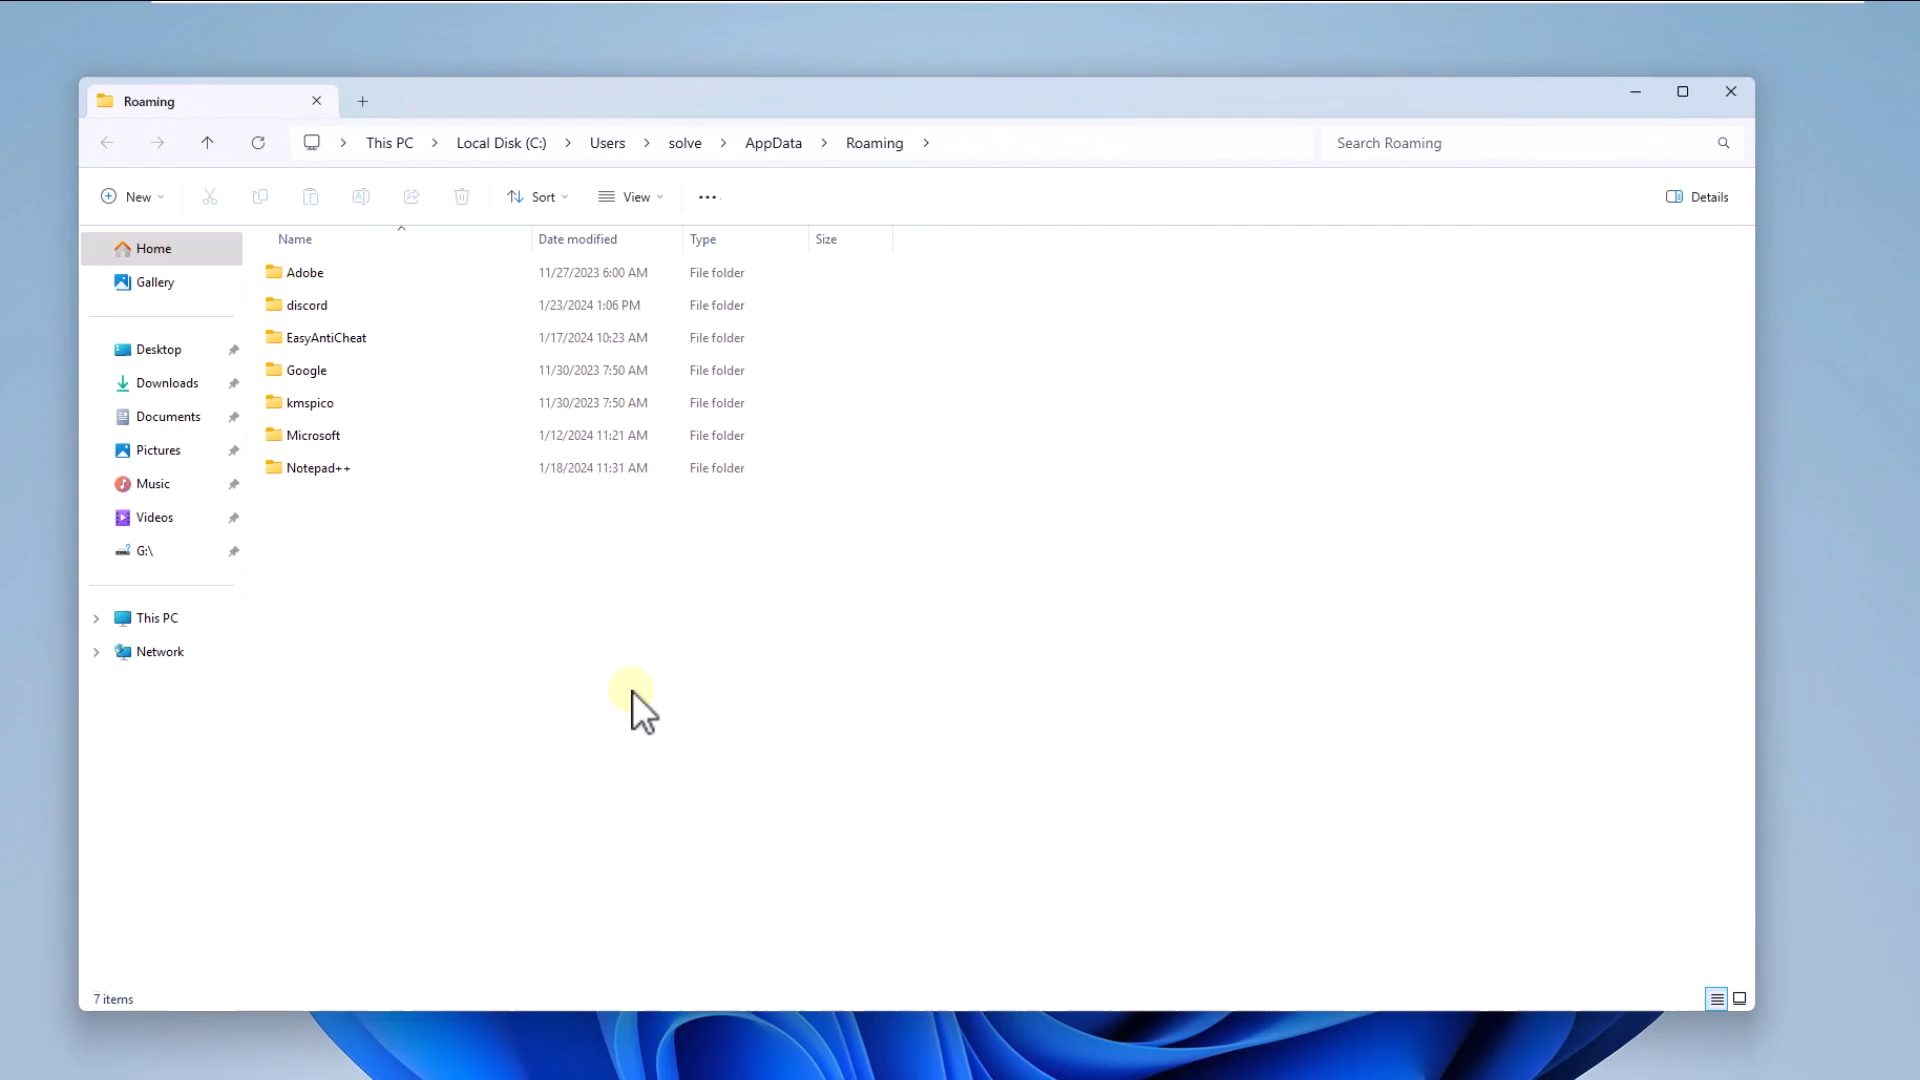 Roaming
This PC Local Disk (C:) Users solve AppData Roaming Search Roaming
New Sort View Details
Name Date modified Type Size
Home
Gallery
Desktop
Downloads
Documents
Pictures
Music
Videos
G:\
This PC
Network
Adobe 11/27/2023 6:00 AM File folder
discord 1/23/2024 1:06 PM File folder
EasyAntiCheat 1/17/2024 10:23 AM File folder
Google 11/30/2023 7:50 AM File folder
kmspico 11/30/2023 7:50 AM File folder
Microsoft 1/12/2024 11:21 AM File folder
Notepad++ 1/18/2024 11:31 AM File folder
7 items